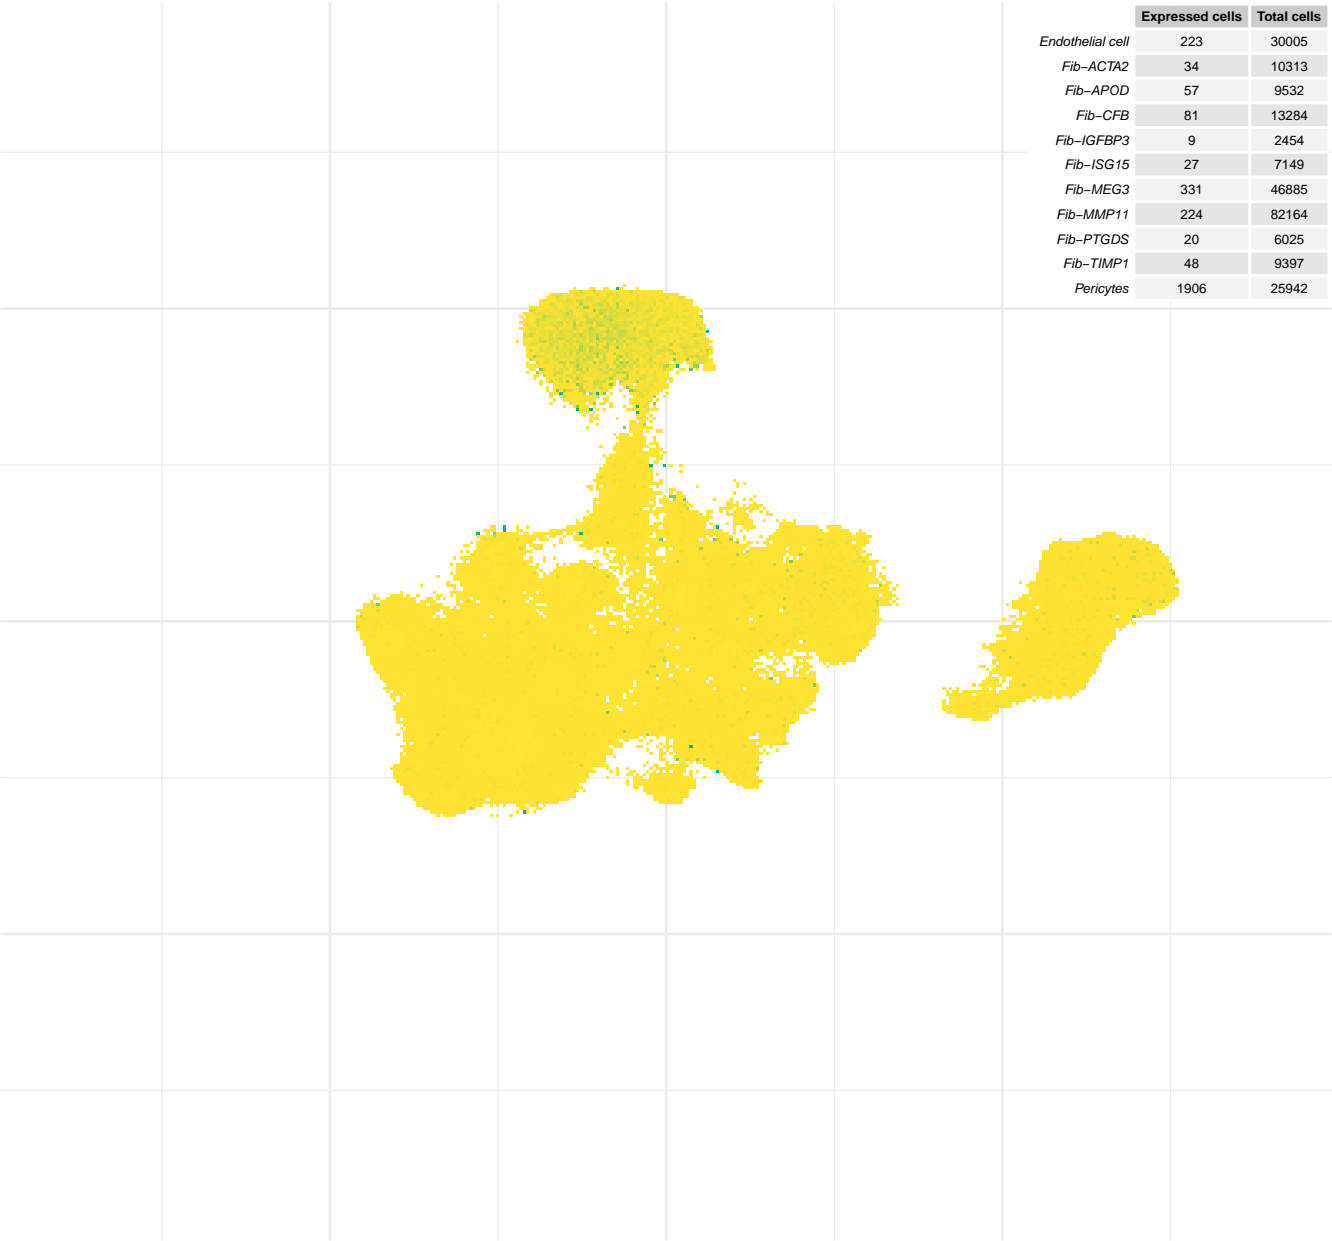 Expressed cells Total cells
Endothelial cell 223 30005
Fib−ACTA2 34 10313
Fib−APOD 57 9532
Fib−CFB 81 13284
Fib−IGFBP3 9 2454
Fib−ISG15 27 7149
Fib−MEG3 331 46885
Fib−MMP11 224 82164
Fib−PTGDS 20 6025
Fib−TIMP1 48 9397
Pericytes 1906 25942